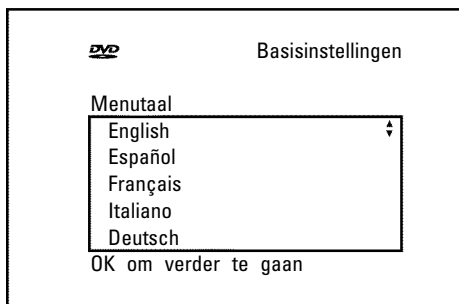 DVD Basisinstellingen
Menutaal
English
Español
Français
Italiano
Deutsch
OK om verder te gaan